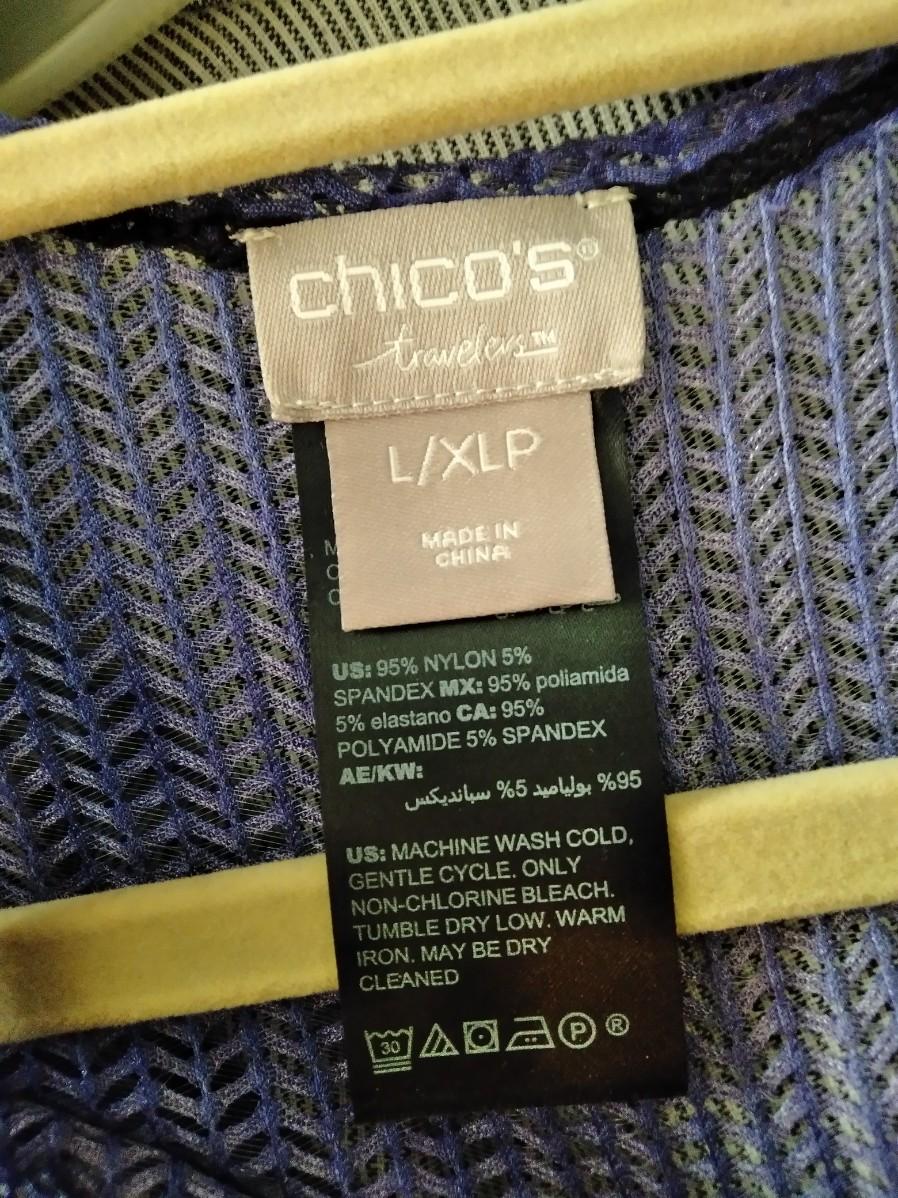 chico's®
travelers™
L/XLP
MADE IN
CHINA
US: 95% NYLON 5%
SPANDEX MX: 95% poliamida
5% elastano CA: 95%
POLYAMIDE 5% SPANDEX
AE/KW:
95% بولياميد 5% سبانديكس
US: MACHINE WASH COLD,
GENTLE CYCLE. ONLY
NON-CHLORINE BLEACH.
TUMBLE DRY LOW. WARM
IRON. MAY BE DRY
CLEANED
30 P ®